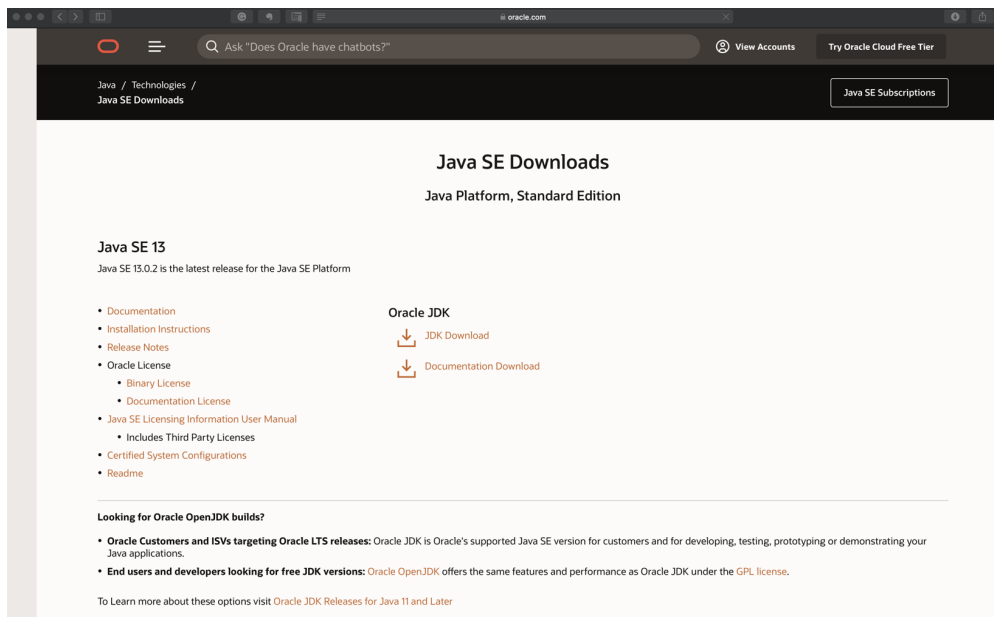 oracle.com
Ask "Does Oracle have chatbots?"
View Accounts
Try Oracle Cloud Free Tier
Java / Technologies /
Java SE Downloads
Java SE Subscriptions
Java SE Downloads
Java Platform, Standard Edition
Java SE 13
Java SE 13.0.2 is the latest release for the Java SE Platform
• Documentation
• Installation Instructions
• Release Notes
• Oracle License
• Binary License
• Documentation License
• Java SE Licensing Information User Manual
• Includes Third Party Licenses
• Certified System Configurations
• Readme
Oracle JDK
JDK Download
Documentation Download
Looking for Oracle OpenJDK builds?
• Oracle Customers and ISVs targeting Oracle LTS releases: Oracle JDK is Oracle's supported Java SE version for customers and for developing, testing, prototyping or demonstrating your
Java applications.
• End users and developers looking for free JDK versions: Oracle OpenJDK offers the same features and performance as Oracle JDK under the GPL license.
To Learn more about these options visit Oracle JDK Releases for Java 11 and Later